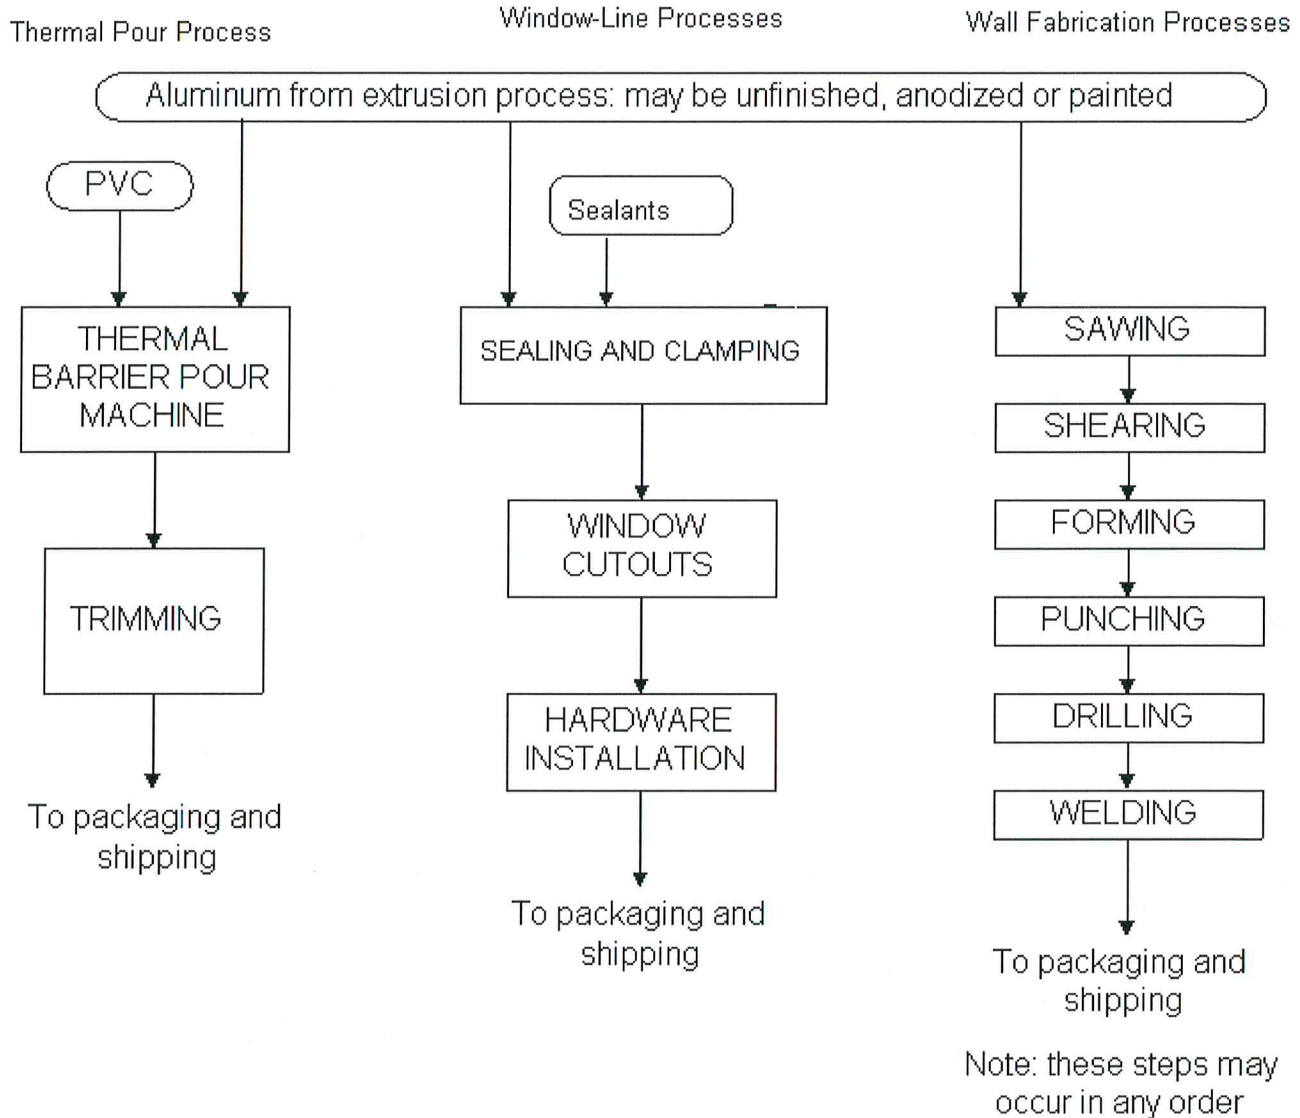 Thermal Pour Process
Window-Line Processes
Wall Fabrication Processes
Aluminum from extrusion process: may be unfinished, anodized or painted
PVC
Sealants
THERMAL
BARRIER POUR
MACHINE
TRIMMING
To packaging and
shipping
SEALING AND CLAMPING
WINDOW
CUTOUTS
HARDWARE
INSTALLATION
To packaging and
shipping
SAWING
SHEARING
FORMING
PUNCHING
DRILLING
WELDING
To packaging and
shipping
Note: these steps may
occur in any order